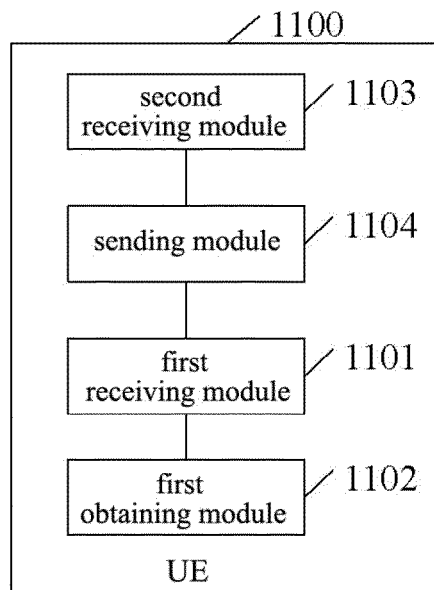 1100
second
receiving module
1103
sending module
1104
first
receiving module
1101
first
obtaining module
1102
UE